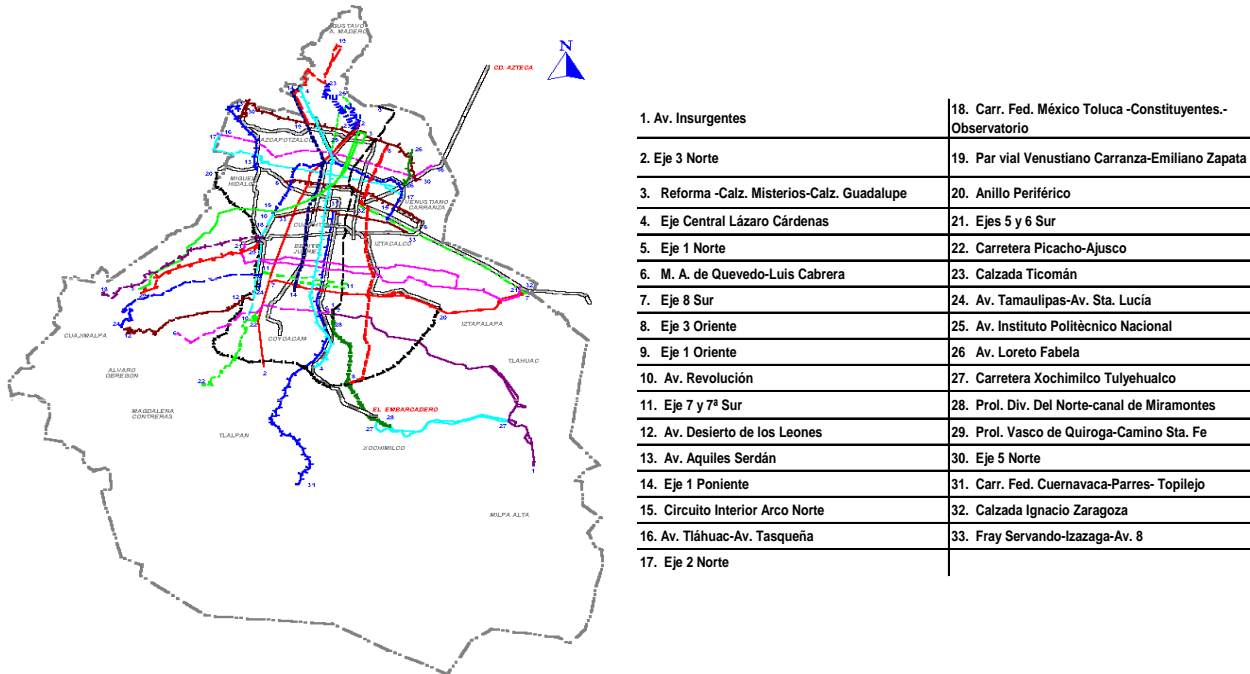 GUSTAVO
A. MADERO
N
CD. AZTECA
AZCAPOTZALCO
MIGUEL
HIDALGO
VENUSTIANO
CARRANZA
IZTACALCO
BENITO
JUAREZ
CUAJIMALPA
COYOACAN
IZTAPALAPA
ALVARO
OBREGON
TLAHUAC
MAGDALENA
CONTRERAS
EL EMBARCADERO
TLALPAN
XOCHIMILCO
MILPA ALTA
1. Av. Insurgentes
2. Eje 3 Norte
3. Reforma -Calz. Misterios-Calz. Guadalupe
4. Eje Central Lázaro Cárdenas
5. Eje 1 Norte
6. M. A. de Quevedo-Luis Cabrera
7. Eje 8 Sur
8. Eje 3 Oriente
9. Eje 1 Oriente
10. Av. Revolución
11. Eje 7 y 7ª Sur
12. Av. Desierto de los Leones
13. Av. Aquiles Serdán
14. Eje 1 Poniente
15. Circuito Interior Arco Norte
16. Av. Tláhuac-Av. Tasqueña
17. Eje 2 Norte
18. Carr. Fed. México Toluca -Constituyentes.-
Observatorio
19. Par vial Venustiano Carranza-Emiliano Zapata
20. Anillo Periférico
21. Ejes 5 y 6 Sur
22. Carretera Picacho-Ajusco
23. Calzada Ticomán
24. Av. Tamaulipas-Av. Sta. Lucía
25. Av. Instituto Politècnico Nacional
26 Av. Loreto Fabela
27. Carretera Xochimilco Tulyehualco
28. Prol. Div. Del Norte-canal de Miramontes
29. Prol. Vasco de Quiroga-Camino Sta. Fe
30. Eje 5 Norte
31. Carr. Fed. Cuernavaca-Parres- Topilejo
32. Calzada Ignacio Zaragoza
33. Fray Servando-Izazaga-Av. 8